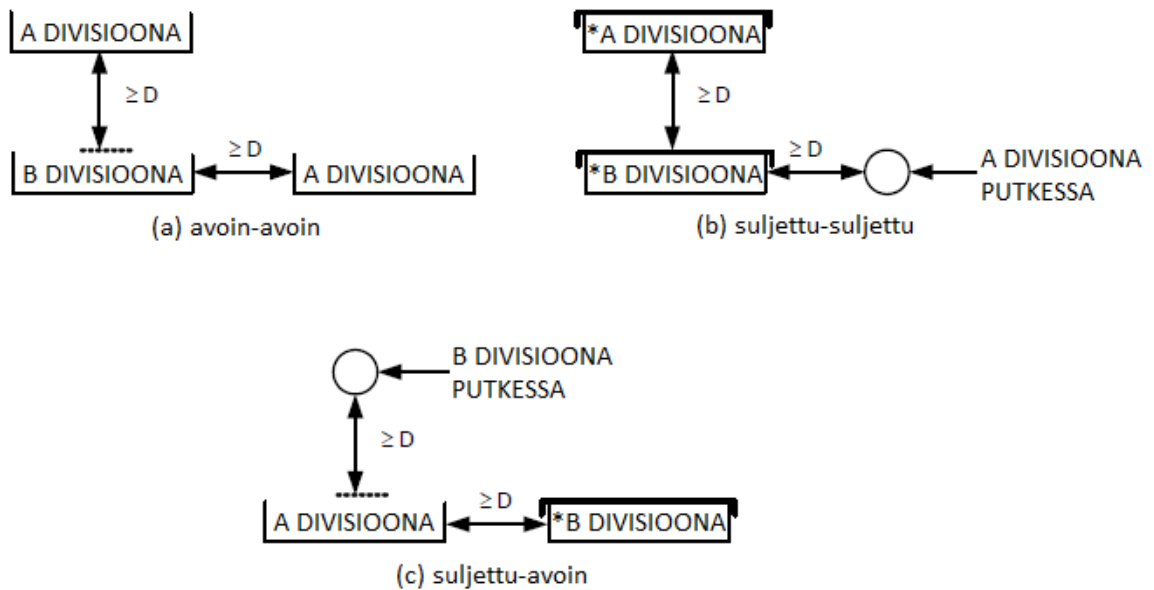 A DIVISIOONA
≥ D
B DIVISIOONA
≥ D
A DIVISIOONA
(a) avoin-avoin
*A DIVISIOONA
≥ D
*B DIVISIOONA
≥ D
A DIVISIOONA
PUTKESSA
(b) suljettu-suljettu
B DIVISIOONA
PUTKESSA
≥ D
A DIVISIOONA
≥ D
*B DIVISIOONA
(c) suljettu-avoin